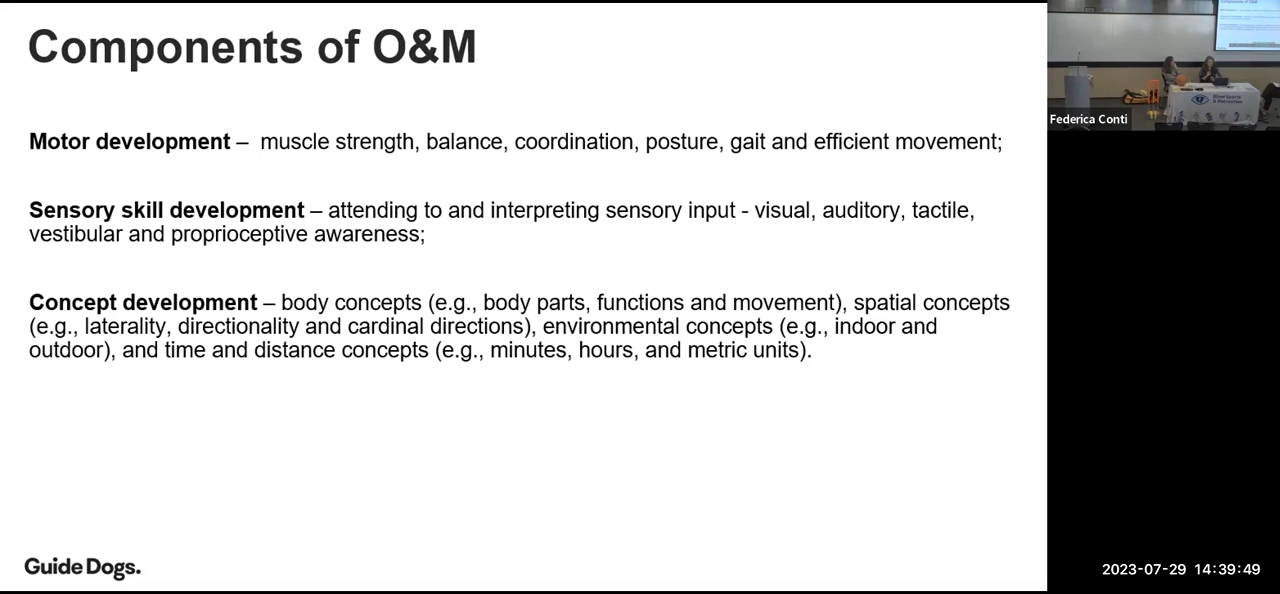 Components of O&M
Motor development –  muscle strength, balance, coordination, posture, gait and efficient movement;
Sensory skill development – attending to and interpreting sensory input - visual, auditory, tactile,
vestibular and proprioceptive awareness;
Concept development – body concepts (e.g., body parts, functions and movement), spatial concepts
(e.g., laterality, directionality and cardinal directions), environmental concepts (e.g., indoor and
outdoor), and time and distance concepts (e.g., minutes, hours, and metric units).
Guide Dogs.
Federica Conti
2023-07-29 14:39:49